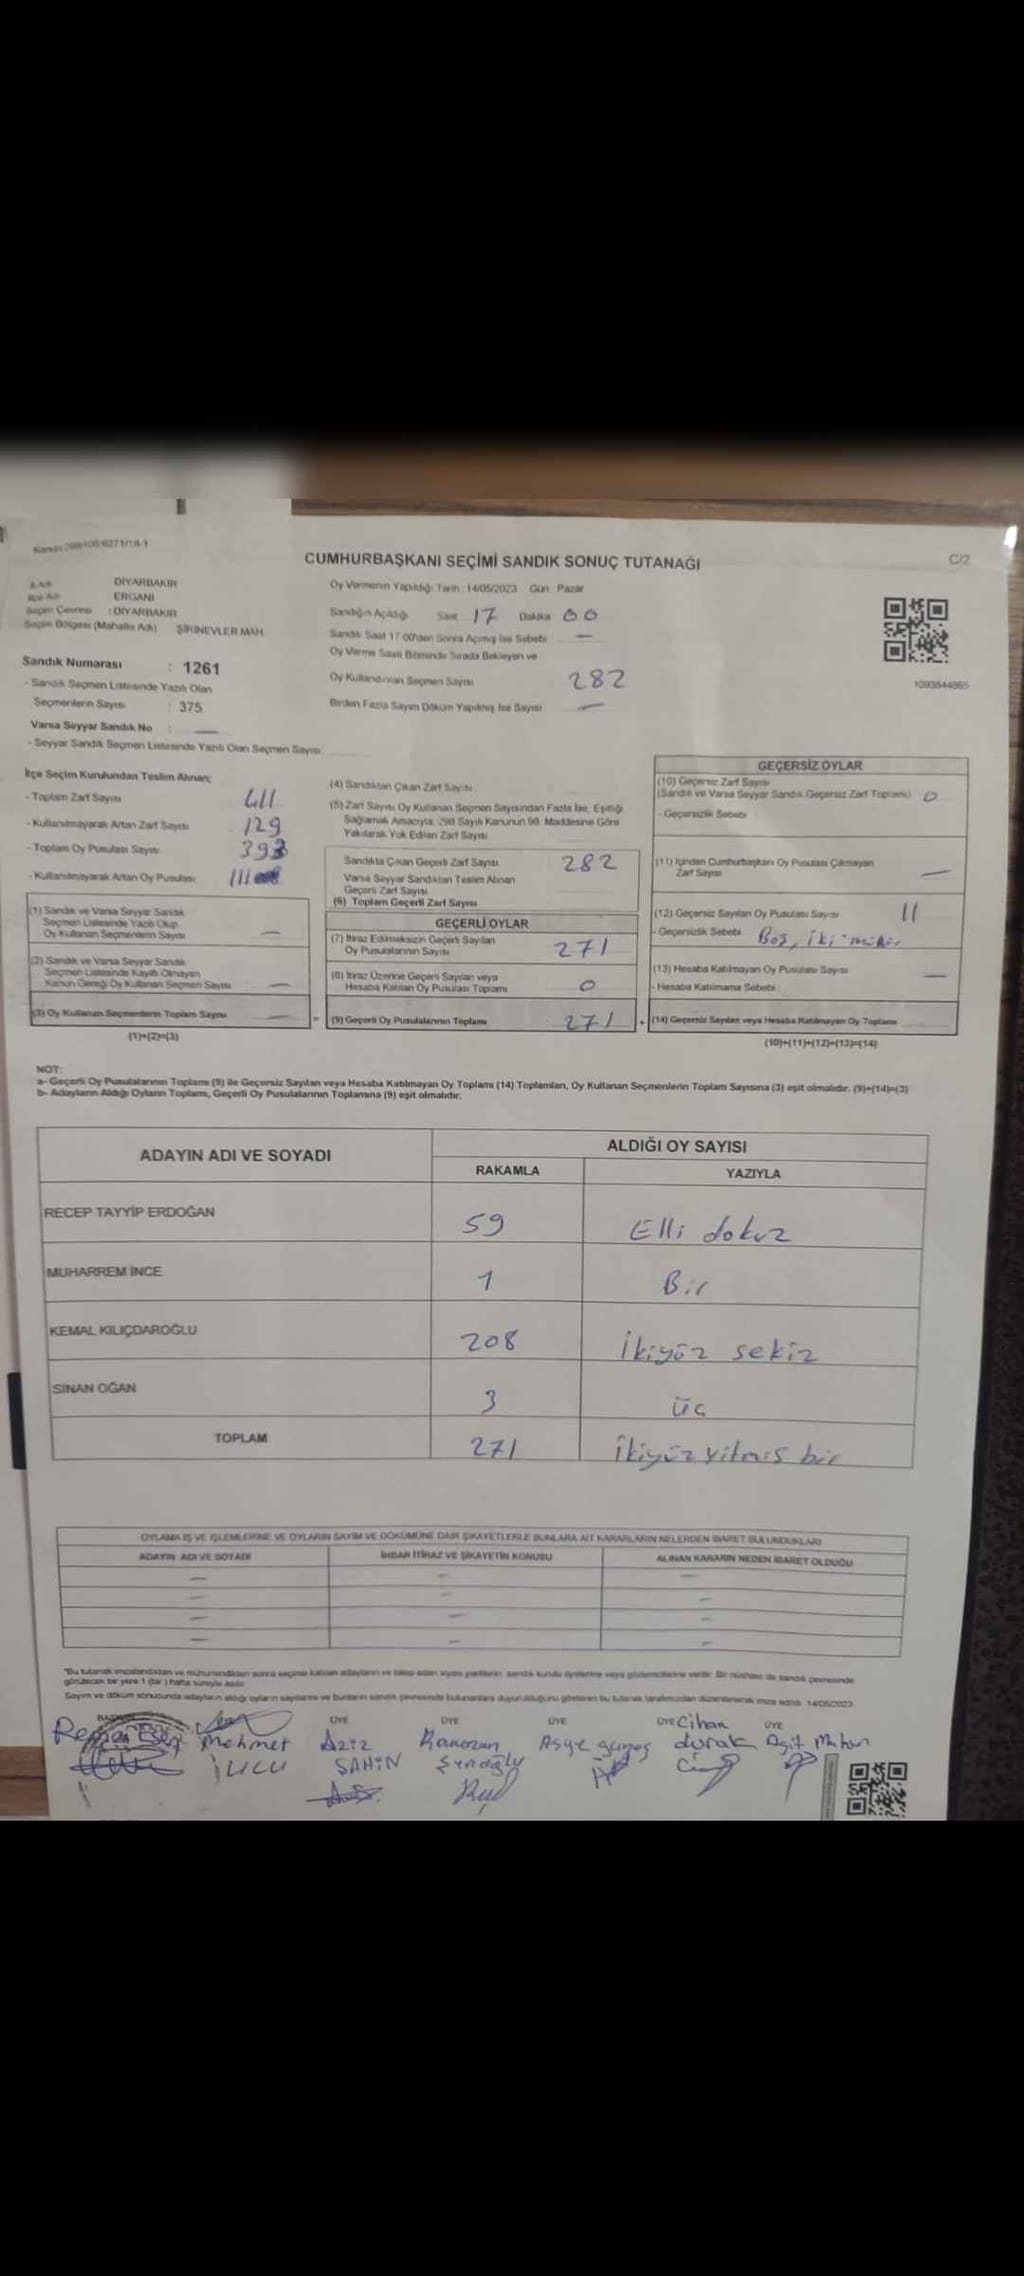 CUMHURBAŞKANI SEÇİMİ SANDIK SONUÇ TUTANAĞI
C/2
DİYARBAKIR
ERGANİ
Seçim Çevresi : DİYARBAKIR
Seçim Bölgesi (Mahalle Adı) ŞİRİNEVLER MAH.
Sandık Numarası : 1261
- Sandık Seçmen Listesinde Yazılı Olan
Seçmenlerin Sayısı : 375
Varsa Seyyar Sandık No : —
- Seyyar Sandık Seçmen Listesinde Yazılı Olan Seçmen Sayısı:
Oy Vermenin Yapıldığı Tarih: 14/05/2023 Gün : Pazar
Sandığın Açıldığı Saat 17 Dakika 00
Sandık Saat 17:00'den Sonra Açılmış İse Sebebi —
Oy Verme Saati Bitiminde Sırada Bekleyen ve
Oy Kullandırılan Seçmen Sayısı 282
Birden Fazla Sayım Döküm Yapılmış İse Sayısı —
1093844865
İlçe Seçim Kurulundan Teslim Alınan;
- Toplam Zarf Sayısı 411
- Kullanılmayarak Artan Zarf Sayısı 129
- Toplam Oy Pusulası Sayısı 393
- Kullanılmayarak Artan Oy Pusulası 111
(1) Sandık ve Varsa Seyyar Sandık
Seçmen Listesinde Yazılı Olup
Oy Kullanan Seçmenlerin Sayısı —
(2) Sandık ve Varsa Seyyar Sandık
Seçmen Listesinde Kayıtlı Olmayan
Kanun Gereği Oy Kullanan Seçmen Sayısı —
(3) Oy Kullanan Seçmenlerin Toplam Sayısı —
(1)+(2)=(3)
(4) Sandıktan Çıkan Zarf Sayısı
(5) Zarf Sayısı Oy Kullanan Seçmen Sayısından Fazla İse, Eşitliği
Sağlamak Amacıyla, 298 Sayılı Kanunun 98. Maddesine Göre
Yakılarak Yok Edilen Zarf Sayısı
Sandıkta Çıkan Geçerli Zarf Sayısı 282
Varsa Seyyar Sandıktan Teslim Alınan
Geçerli Zarf Sayısı
(6) Toplam Geçerli Zarf Sayısı
GEÇERLİ OYLAR
(7) İtiraz Edilmeksizin Geçerli Sayılan
Oy Pusulalarının Sayısı 271
(8) İtiraz Üzerine Geçerli Sayılan veya
Hesaba Katılan Oy Pusulası Toplamı 0
= (9) Geçerli Oy Pusulalarının Toplamı 271 +
GEÇERSİZ OYLAR
(10) Geçersiz Zarf Sayısı
(Sandık ve Varsa Seyyar Sandık Geçersiz Zarf Toplamı) 0
- Geçersizlik Sebebi :
(11) İçinden Cumhurbaşkanı Oy Pusulası Çıkmayan
Zarf Sayısı —
(12) Geçersiz Sayılan Oy Pusulası Sayısı 11
- Geçersizlik Sebebi Boş, iki mühür
(13) Hesaba Katılmayan Oy Pusulası Sayısı —
- Hesaba Katılmama Sebebi :
(14) Geçersiz Sayılan veya Hesaba Katılmayan Oy Toplamı
(10)+(11)+(12)+(13)=(14)
NOT:
a- Geçerli Oy Pusulalarının Toplamı (9) ile Geçersiz Sayılan veya Hesaba Katılmayan Oy Toplamı (14) Toplamları, Oy Kullanan Seçmenlerin Toplam Sayısına (3) eşit olmalıdır. (9)+(14)=(3)
b- Adayların Aldığı Oyların Toplamı, Geçerli Oy Pusulalarının Toplamına (9) eşit olmalıdır.
ADAYIN ADI VE SOYADI
ALDIĞI OY SAYISI
RAKAMLA YAZIYLA
RECEP TAYYİP ERDOĞAN 59 Elli dokuz
MUHARREM İNCE 1 Bir
KEMAL KILIÇDAROĞLU 208 İkiyüz sekiz
SİNAN OĞAN 3 üç
TOPLAM 271 İkiyüz yitmiş bir
OYLAMA İŞ VE İŞLEMLERİNE VE OYLARIN SAYIM VE DÖKÜMÜNE DAİR ŞİKAYETLERLE BUNLARA AİT KARARLARIN NELERDEN İBARET BULUNDUKLARI
ADAYIN ADI VE SOYADI İHBAR İTİRAZ VE ŞİKAYETİN KONUSU ALINAN KARARIN NEDEN İBARET OLDUĞU
— — —
— — —
— — —
— — —
"Bu tutanak imzalandıktan ve mühürlendikten sonra seçime katılan adayların ve talep eden siyasi partilerin sandık kurulu üyelerine veya gözlemcilerine verilir. Bir nüshası da sandık çevresinde
görülecek bir yere 1 (bir) hafta süreyle asılır.
Sayım ve döküm sonucunda adayların aldığı oyların sayılarını ve bunların sandık çevresinde bulunanlara duyurulduğunu gösteren bu tutanak tarafımızdan düzenlenerek imza edildi. 14/05/2023
BAŞKAN ÜYE ÜYE ÜYE ÜYE ÜYE
Mehmet Aziz Ramazan Cihan durak
ŞAHİN